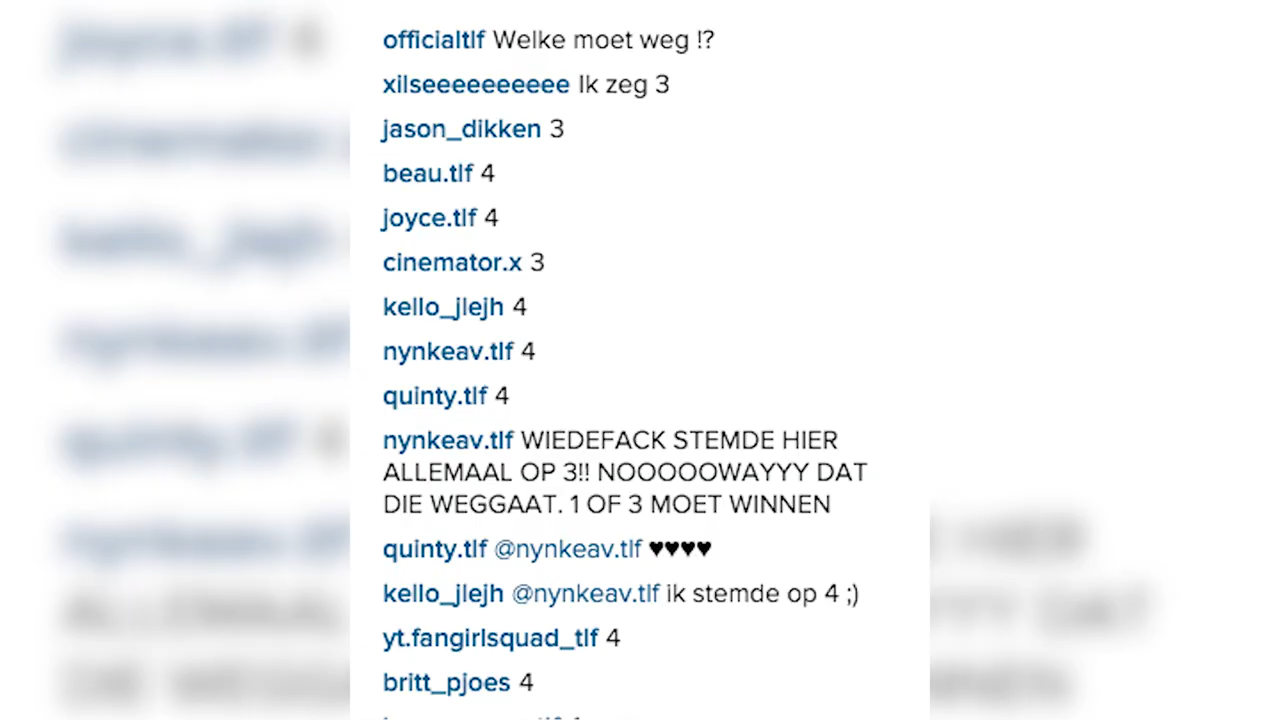 officialtlf Welke moet weg !?
xilseeeeeeeeee Ik zeg 3
jason_dikken 3
beau.tlf 4
joyce.tlf 4
cinemator.x 3
kello_jlejh 4
nynkeav.tlf 4
quinty.tlf 4
nynkeav.tlf WIEDEFACK STEMDE HIER
ALLEMAAL OP 3!! NOOOOOWAYYY DAT
DIE WEGGAAT. 1 OF 3 MOET WINNEN
quinty.tlf @nynkeav.tlf ♥♥♥♥
kello_jlejh @nynkeav.tlf ik stemde op 4 ;)
yt.fangirlsquad_tlf 4
britt_pjoes 4